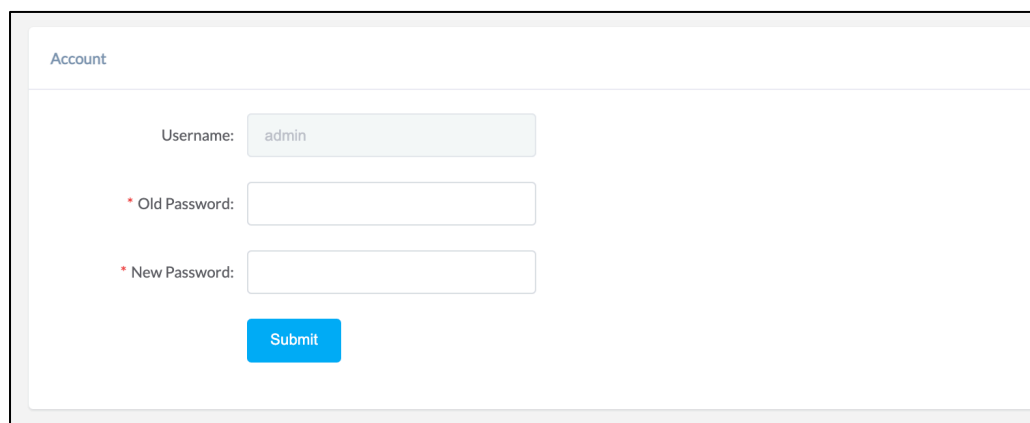 Account
Username: admin
* Old Password:
* New Password:
Submit